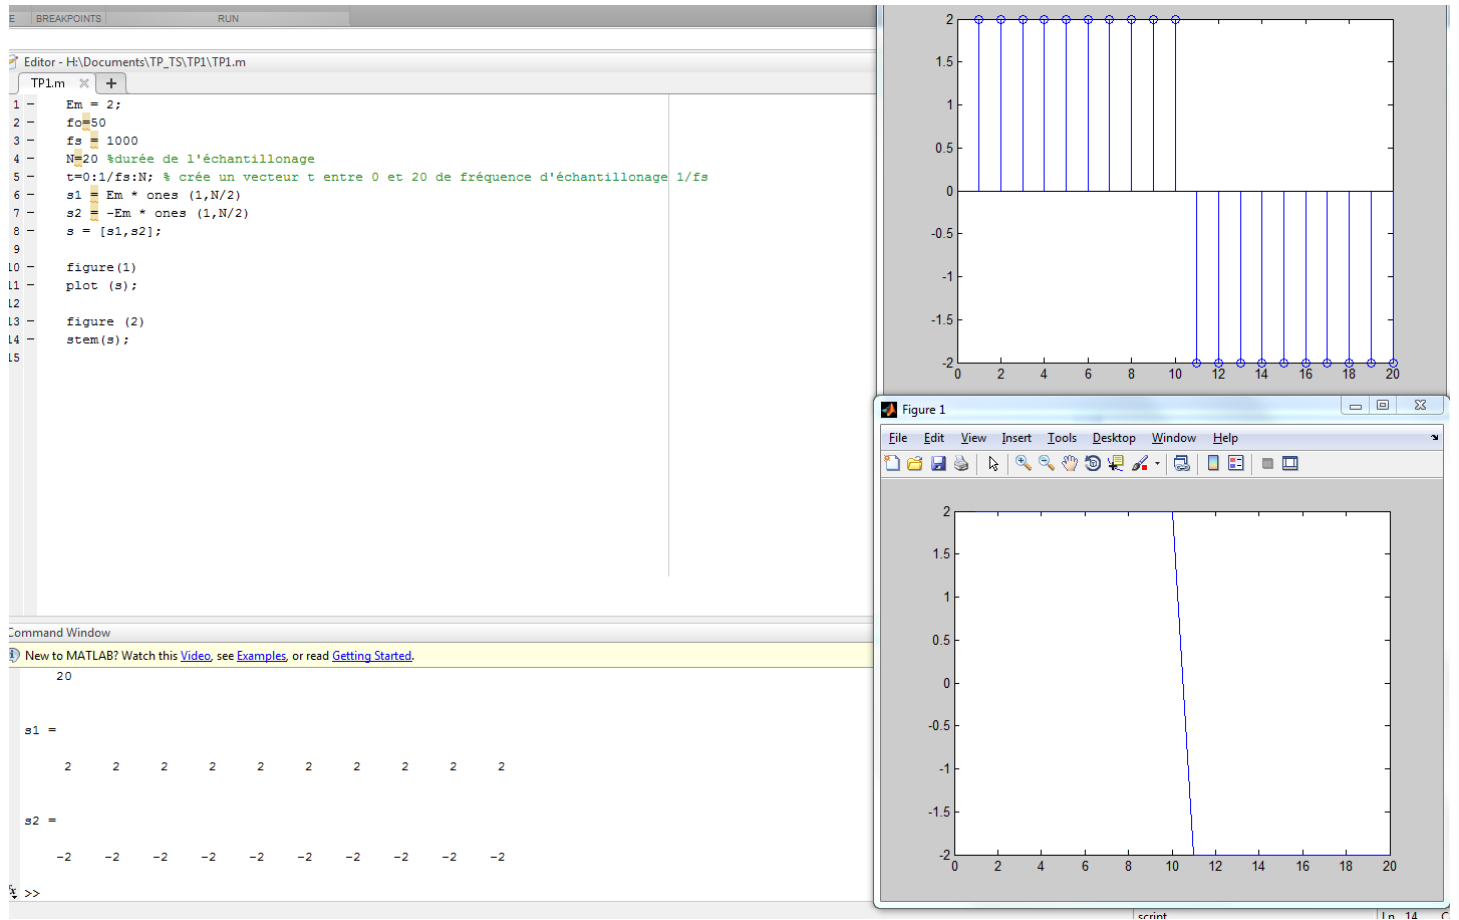 E BREAKPOINTS RUN
Editor - H:\Documents\TP_TS\TP1\TP1.m
TP1.m × +
1 – Em = 2;
2 – fo=50
3 – fs = 1000
4 – N=20 %durée de l'échantillonage
5 – t=0:1/fs:N; % crée un vecteur t entre 0 et 20 de fréquence d'échantillonage 1/fs
6 – s1 = Em * ones (1,N/2)
7 – s2 = -Em * ones (1,N/2)
8 – s = [s1,s2];
9
10 – figure(1)
11 – plot (s);
12
13 – figure (2)
14 – stem(s);
15
Command Window
New to MATLAB? Watch this Video, see Examples, or read Getting Started.
20
s1 =
2 2 2 2 2 2 2 2 2 2
s2 =
-2 -2 -2 -2 -2 -2 -2 -2 -2 -2
fx >>
2
1.5
1
0.5
0
-0.5
-1
-1.5
-2
0 2 4 6 8 10 12 14 16 18 20
Figure 1
File Edit View Insert Tools Desktop Window Help
2
1.5
1
0.5
0
-0.5
-1
-1.5
-2
0 2 4 6 8 10 12 14 16 18 20
script Ln 14 C